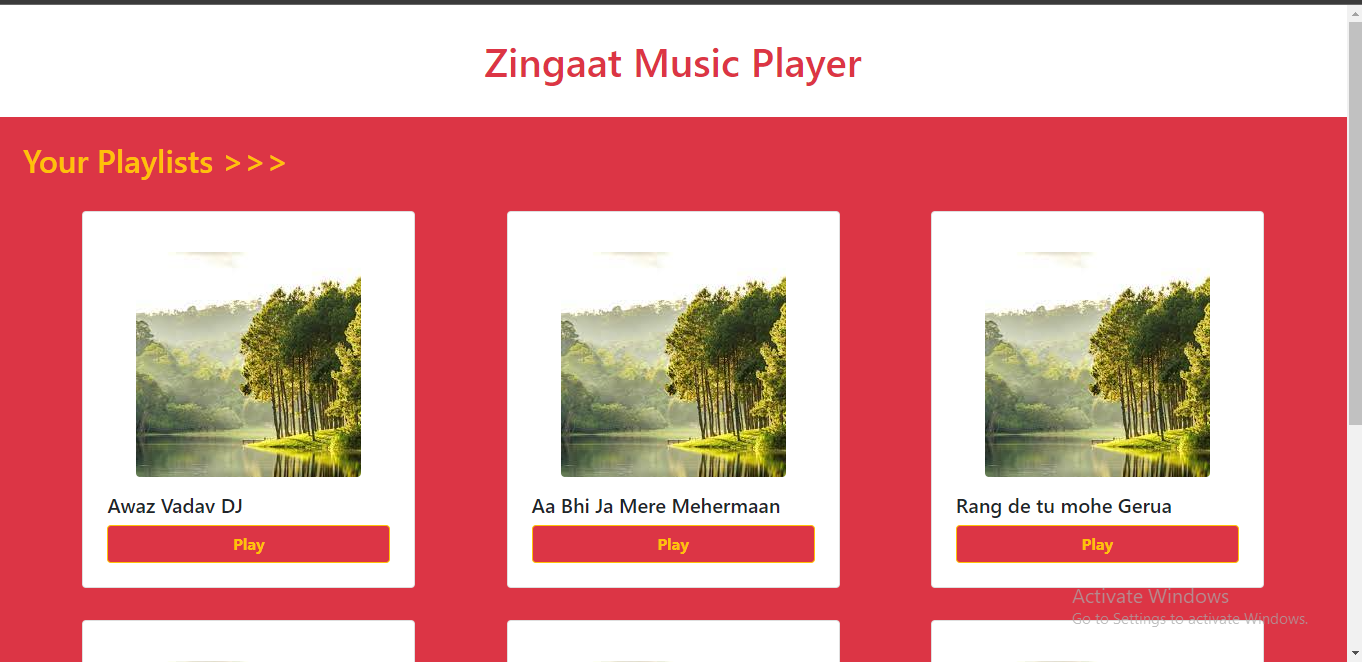 Zingaat Music Player
Your Playlists >>>
Awaz Vadav DJ
Play
Aa Bhi Ja Mere Mehermaan
Play
Rang de tu mohe Gerua
Play
Activate Windows
Go to Settings to activate Windows.